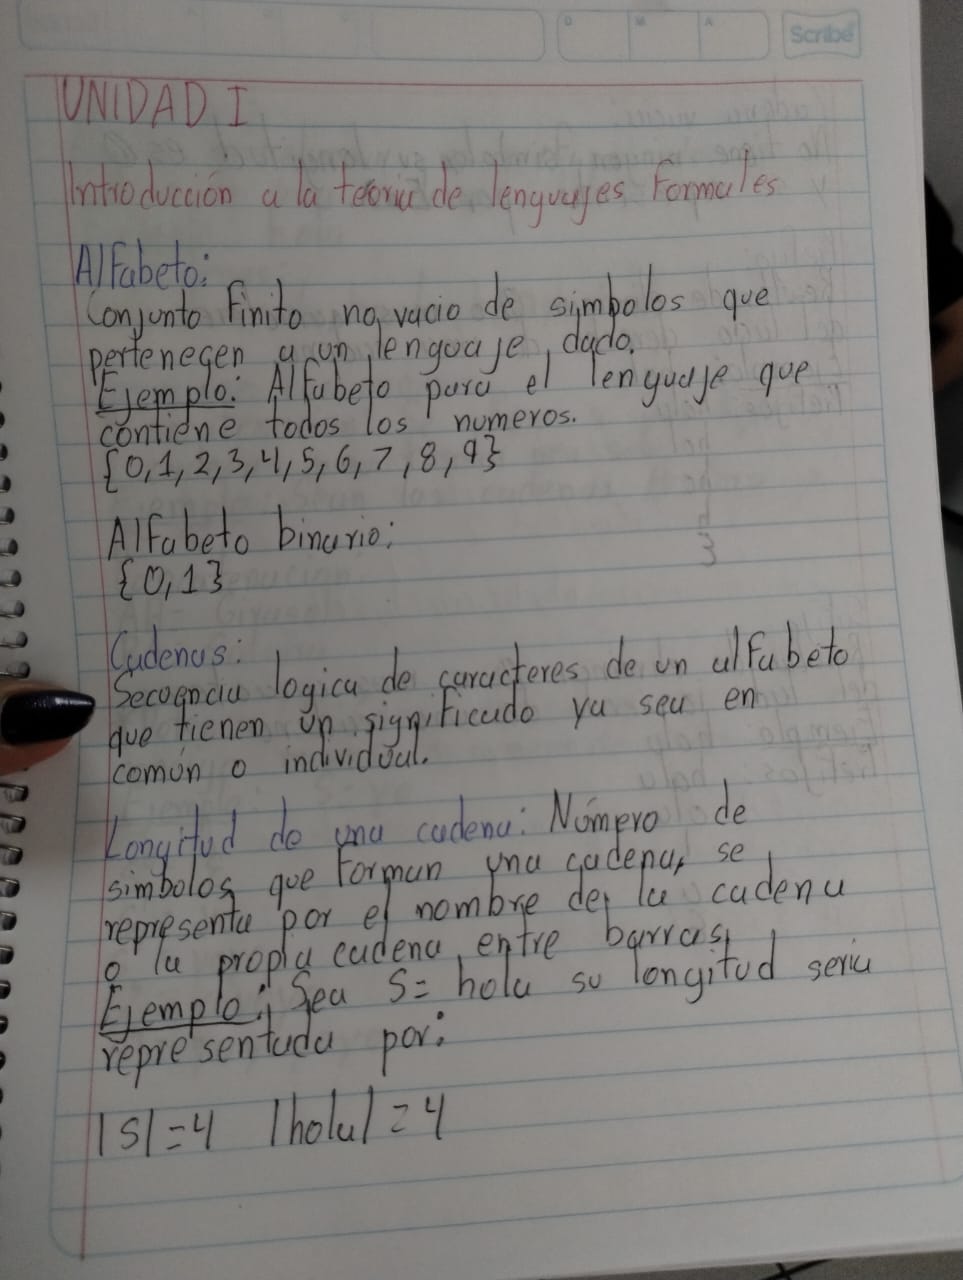 D M A Scribe
UNIDAD I
Introducción a la teoria de lenguajes Formales
Alfabeto:
Conjunto finito no vacio de simbolos que
pertenecen a un lenguaje dado.
Ejemplo: Alfabeto para el lenguaje que
contiene todos los numeros.
{0,1,2,3,4,5,6,7,8,9}
Alfabeto binario:
{0,1}
Cadenas:
Secuencia logica de caracteres de un alfabeto
que tienen un significado ya sea en
común o individual.
Longitud de una cadena: Número de
simbolos que forman una cadena, se
representa por el nombre de la cadena
o la propia cadena entre barras,
Ejemplo: Sea S= hola su longitud seria
representada por:
|S|=4 |hola|=4